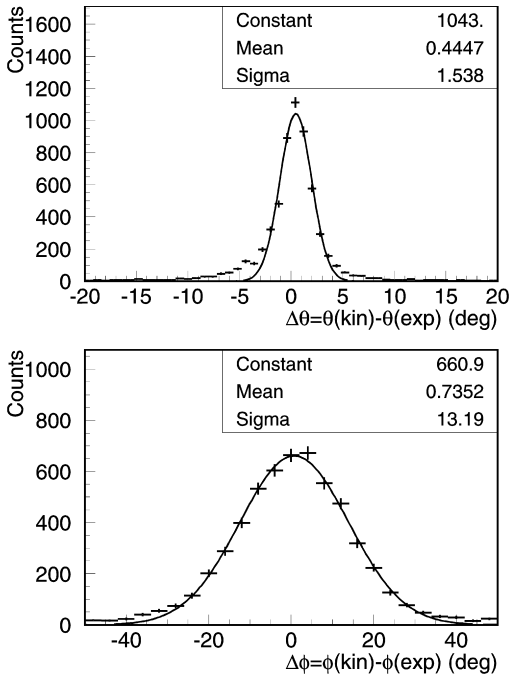 Counts
1600
1400
1200
1000
800
600
400
200
0
Constant 1043.
Mean 0.4447
Sigma 1.538
-20 -15 -10 -5 0 5 10 15 20
Δθ=θ(kin)-θ(exp) (deg)
Counts
1000
800
600
400
200
0
Constant 660.9
Mean 0.7352
Sigma 13.19
-40 -20 0 20 40
Δϕ=ϕ(kin)-ϕ(exp) (deg)